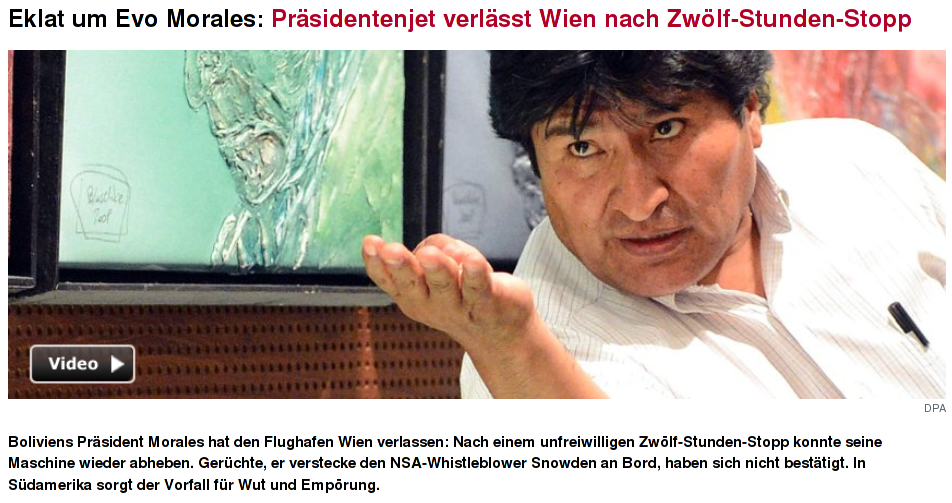 Eklat um Evo Morales: Präsidentenjet verlässt Wien nach Zwölf-Stunden-Stopp
Video
DPA
Boliviens Präsident Morales hat den Flughafen Wien verlassen: Nach einem unfreiwilligen Zwölf-Stunden-Stopp konnte seine
Maschine wieder abheben. Gerüchte, er verstecke den NSA-Whistleblower Snowden an Bord, haben sich nicht bestätigt. In
Südamerika sorgt der Vorfall für Wut und Empörung.